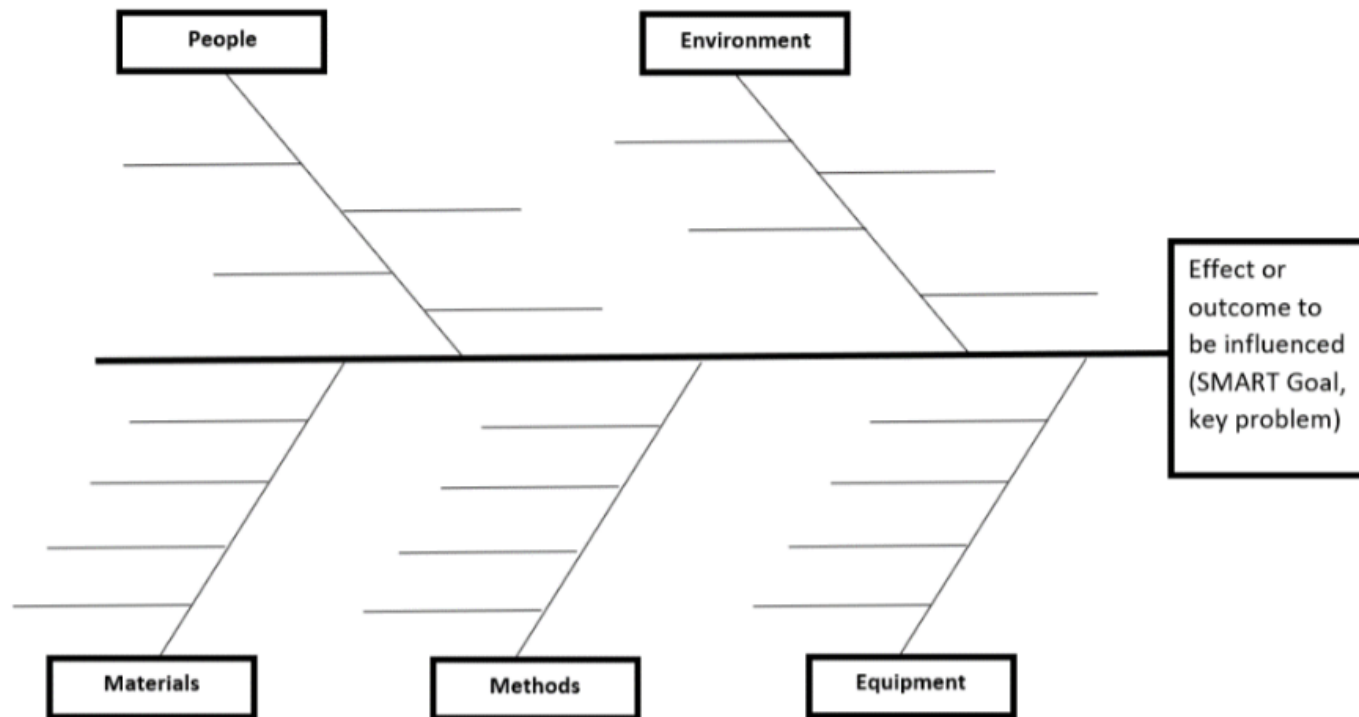 People
Environment
Effect or
outcome to
be influenced
(SMART Goal,
key problem)
Materials
Methods
Equipment